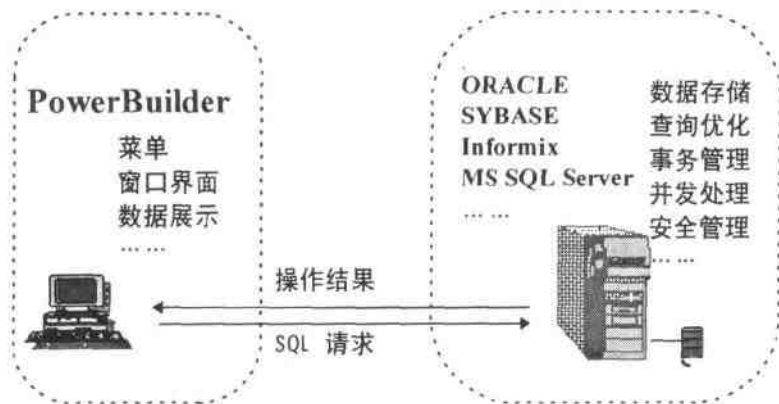 PowerBuilder
菜单
窗口界面
数据展示
… …
ORACLE
SYBASE
Informix
MS SQL Server
… …
数据存储
查询优化
事务管理
并发处理
安全管理
… …
操作结果
SQL 请求